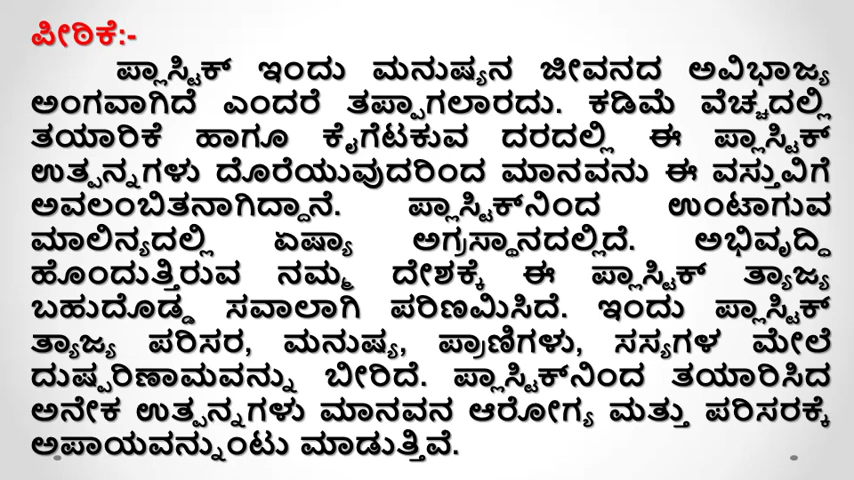 ಪೀಠಿಕೆ:-
ಪ್ಲಾಸ್ಟಿಕ್ ಇಂದು ಮನುಷ್ಯನ ಜೀವನದ ಅವಿಭಾಜ್ಯ
ಅಂಗವಾಗಿದೆ ಎಂದರೆ ತಪ್ಪಾಗಲಾರದು. ಕಡಿಮೆ ವೆಚ್ಚದಲ್ಲಿ
ತಯಾರಿಕೆ ಹಾಗೂ ಕೈಗೆಟಕುವ ದರದಲ್ಲಿ ಈ ಪ್ಲಾಸ್ಟಿಕ್
ಉತ್ಪನ್ನಗಳು ದೊರೆಯುವುದರಿಂದ ಮಾನವನು ಈ ವಸ್ತುವಿಗೆ
ಅವಲಂಬಿತನಾಗಿದ್ದಾನೆ. ಪ್ಲಾಸ್ಟಿಕ್‌ನಿಂದ ಉಂಟಾಗುವ
ಮಾಲಿನ್ಯದಲ್ಲಿ ಏಷ್ಯಾ ಅಗ್ರಸ್ಥಾನದಲ್ಲಿದೆ. ಅಭಿವೃದ್ಧಿ
ಹೊಂದುತ್ತಿರುವ ನಮ್ಮ ದೇಶಕ್ಕೆ ಈ ಪ್ಲಾಸ್ಟಿಕ್ ತ್ಯಾಜ್ಯ
ಬಹುದೊಡ್ಡ ಸವಾಲಾಗಿ ಪರಿಣಮಿಸಿದೆ. ಇಂದು ಪ್ಲಾಸ್ಟಿಕ್
ತ್ಯಾಜ್ಯ ಪರಿಸರ, ಮನುಷ್ಯ, ಪ್ರಾಣಿಗಳು, ಸಸ್ಯಗಳ ಮೇಲೆ
ದುಷ್ಪರಿಣಾಮವನ್ನು ಬೀರಿದೆ. ಪ್ಲಾಸ್ಟಿಕ್‌ನಿಂದ ತಯಾರಿಸಿದ
ಅನೇಕ ಉತ್ಪನ್ನಗಳು ಮಾನವನ ಆರೋಗ್ಯ ಮತ್ತು ಪರಿಸರಕ್ಕೆ
ಅಪಾಯವನ್ನುಂಟು ಮಾಡುತ್ತಿವೆ.